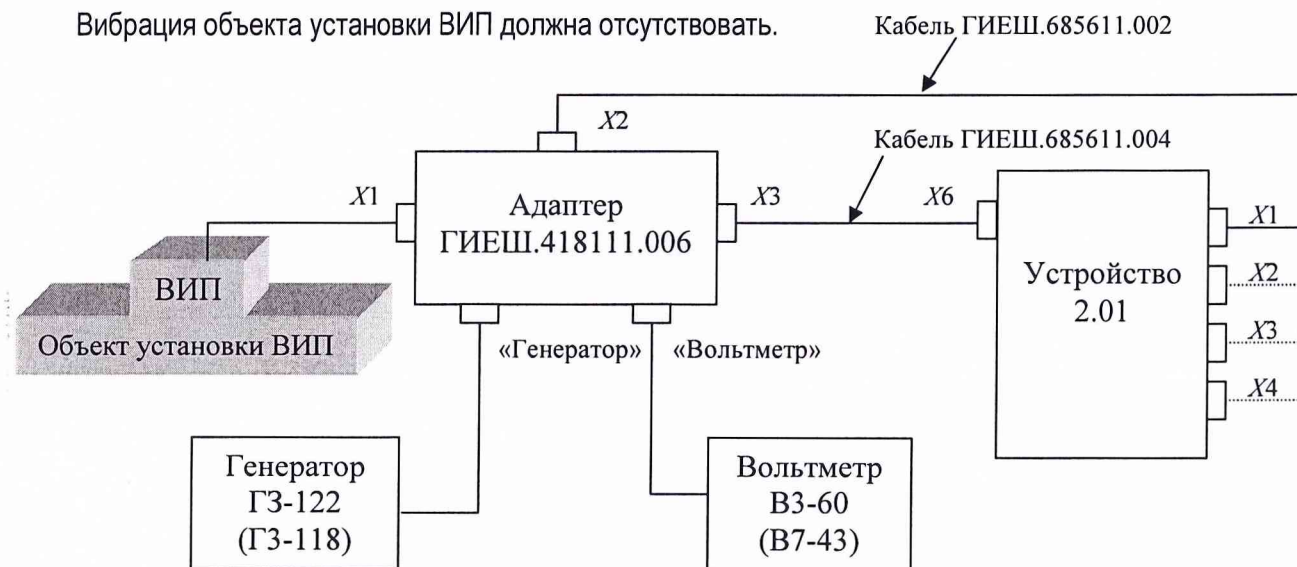 Вибрация объекта установки ВИП должна отсутствовать.
Кабель ГИЕШ.685611.002
X2
Кабель ГИЕШ.685611.004
X1
Адаптер
ГИЕШ.418111.006
X3
X6
Устройство
2.01
X1
X2
X3
X4
ВИП
Объект установки ВИП
«Генератор»
«Вольтметр»
Генератор
ГЗ-122
(ГЗ-118)
Вольтметр
В3-60
(В7-43)